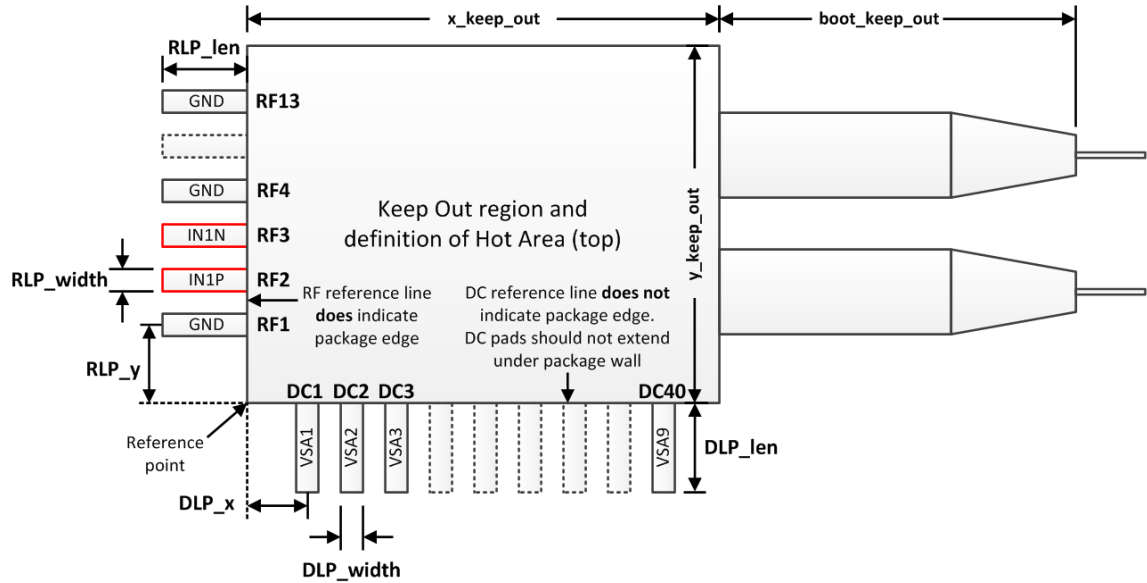 x_keep_out
boot_keep_out
RLP_len
GND
RF13
GND
RF4
IN1N
RF3
IN1P
RF2
GND
RF1
RLP_width
RLP_y
Keep Out region and
definition of Hot Area (top)
y_keep_out
RF reference line
does indicate
package edge
DC reference line does not
indicate package edge.
DC pads should not extend
under package wall
DC1
DC2
DC3
DC40
VSA1
VSA2
VSA3
VSA9
DLP_len
Reference
point
DLP_x
DLP_width